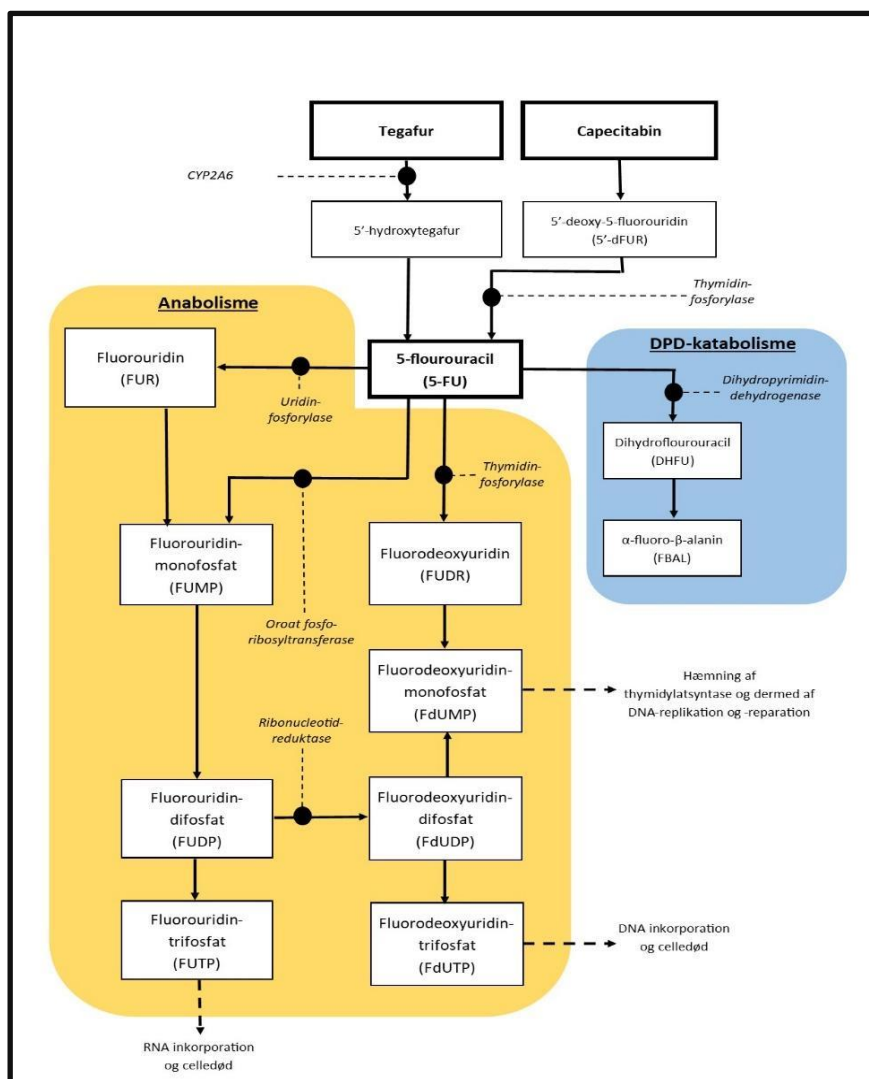 Tegafur
Capecitabin
CYP2A6
5’-hydroxytegafur
5’-deoxy-5-fluorouridin
(5’-dFUR)
Thymidin-
fosforylase
Anabolisme
DPD-katabolisme
Fluorouridin
(FUR)
5-flourouracil
(5-FU)
Uridin-
fosforylase
Dihydropyrimidin-
dehydrogenase
Dihydroflourouracil
(DHFU)
Thymidin-
fosforylase
Fluorouridin-
monofosfat
(FUMP)
Fluorodeoxyuridin
(FUDR)
α-fluoro-β-alanin
(FBAL)
Oroat fosfo-
ribosyltransferase
Fluorodeoxyuridin-
monofosfat
(FdUMP)
Hæmning af
thymidylatsyntase og dermed af
DNA-replikation og -reparation
Ribonucleotid-
reduktase
Fluorouridin-
difosfat
(FUDP)
Fluorodeoxyuridin-
difosfat
(FdUDP)
Fluorouridin-
trifosfat
(FUTP)
Fluorodeoxyuridin-
trifosfat
(FdUTP)
DNA inkorporation
og celledød
RNA inkorporation
og celledød